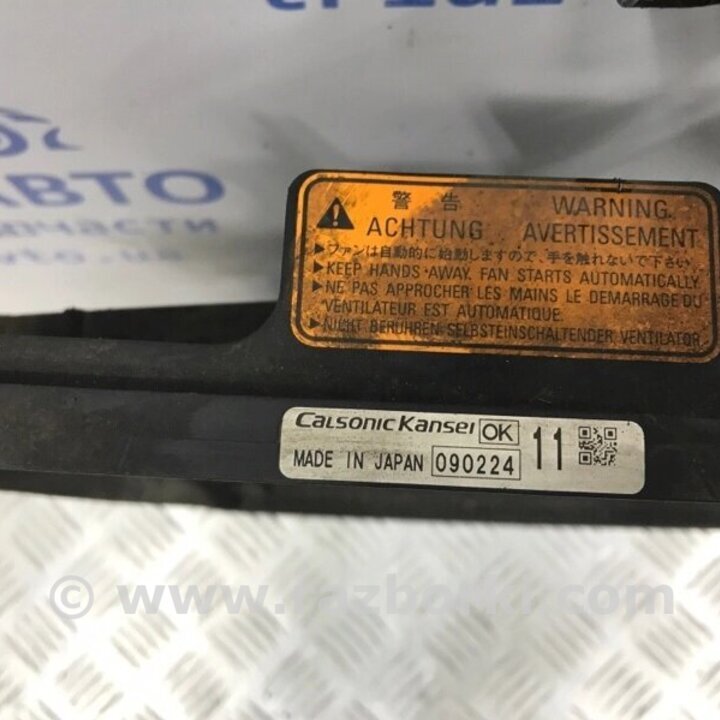 АВТО
警告 WARNING
ACHTUNG AVERTISSEMENT
▶ファンは自動的に始動しますので、手を触れないで下さい
▶KEEP HANDS AWAY. FAN STARTS AUTOMATICALLY
▶NE PAS APPROCHER LES MAINS LE DEMARRAGE DU
VENTILATEUR EST AUTOMATIQUE.
▶NICHT BERUHREN SELBSTEINSCHALTENDER VENTILATOR
CALSONIC KANSEI OK
MADE IN JAPAN 090224 11